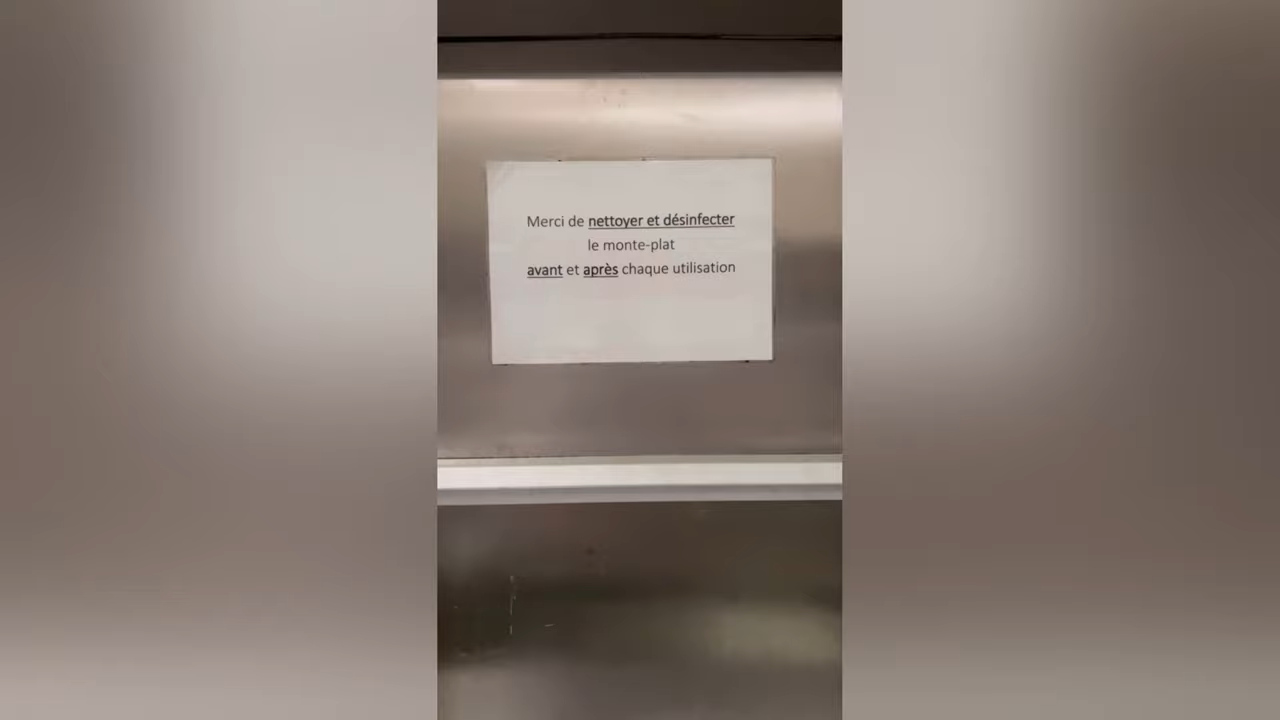 Merci de nettoyer et désinfecter
le monte-plat
avant et après chaque utilisation